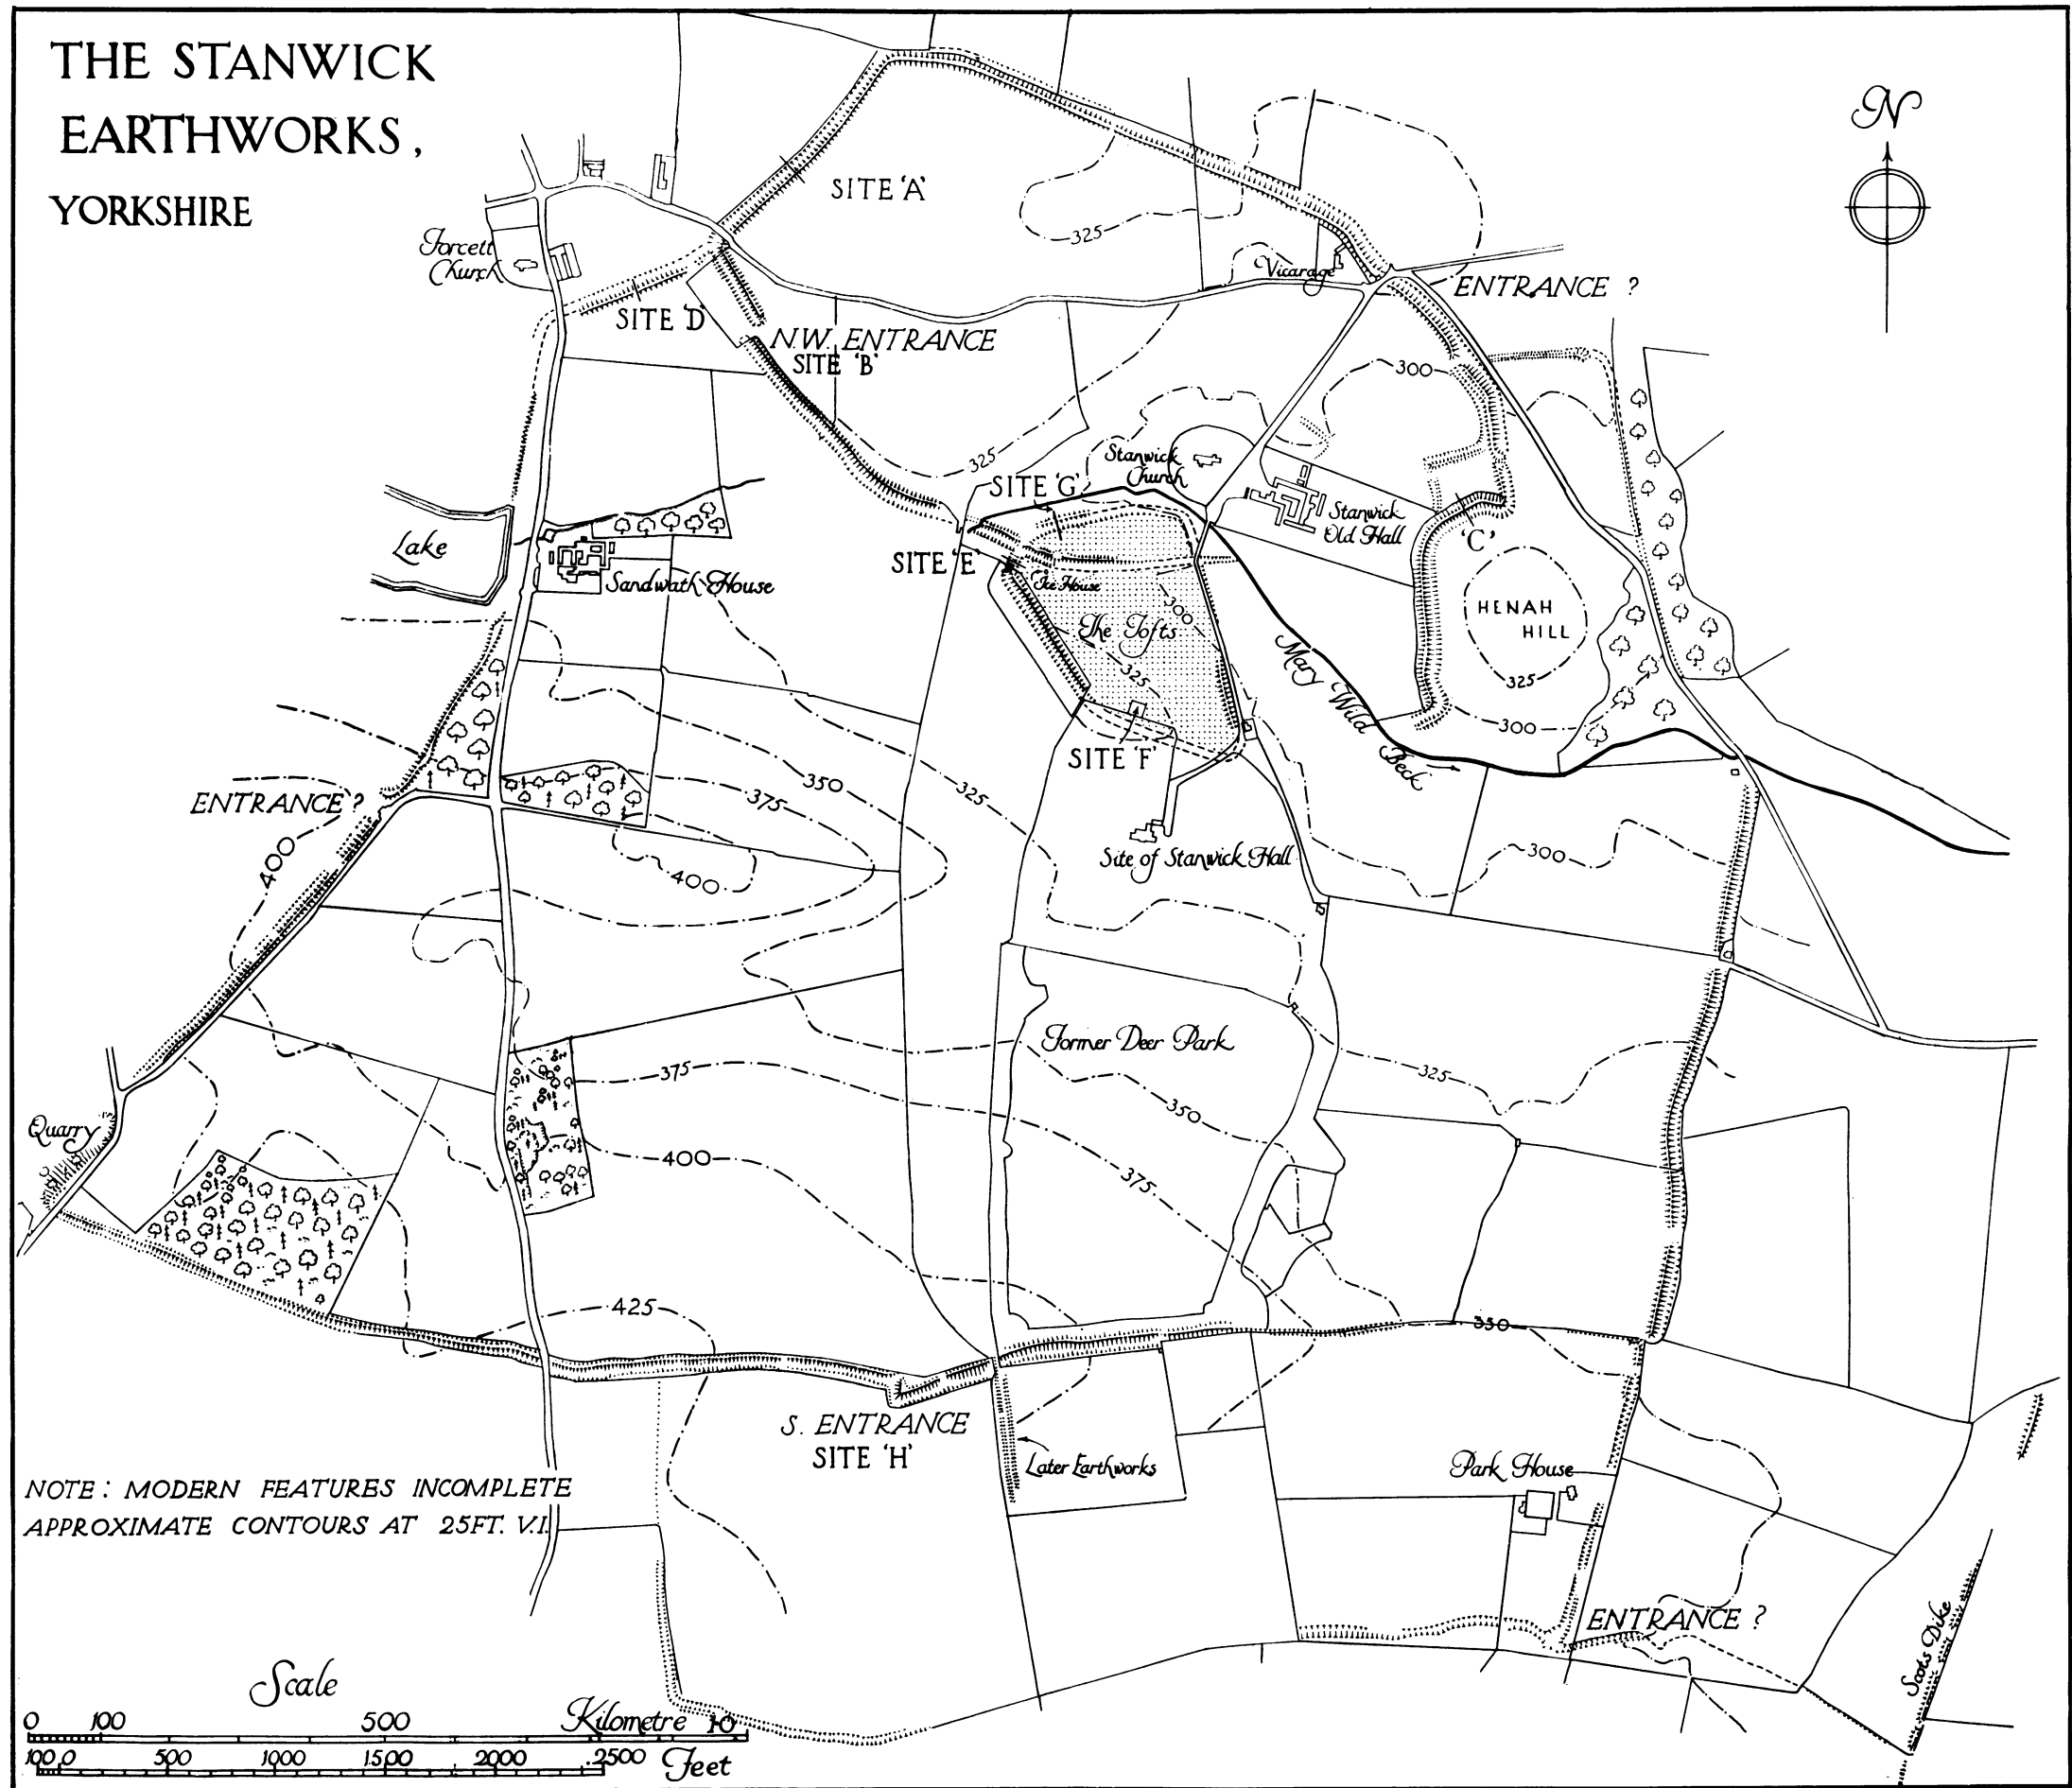 THE STANWICK
EARTHWORKS,
YORKSHIRE
N
SITE 'A'
325
Forcett
Church
Vicarage
ENTRANCE ?
SITE 'D'
N.W. ENTRANCE
SITE 'B'
300
325
Stanwick
Church
SITE 'G'
Stanwick
Old Hall
'C'
Lake
SITE 'E'
Ice House
Sandwath House
300
The Tofts
HENAH
HILL
325
325
Mary Wild Beck
300
SITE 'F'
350
375
325
ENTRANCE ?
400
400
300
Site of Stanwick Hall
Former Deer Park
375
325
350
Quarry
400
375
425
350
S. ENTRANCE
SITE 'H'
Later Earthworks
Park House
NOTE : MODERN FEATURES INCOMPLETE
APPROXIMATE CONTOURS AT 25FT. V.I.
ENTRANCE ?
Scots Dike
Scale
0 100 500 Kilometre 1·0
100 0 500 1000 1500 2000 2500 Feet